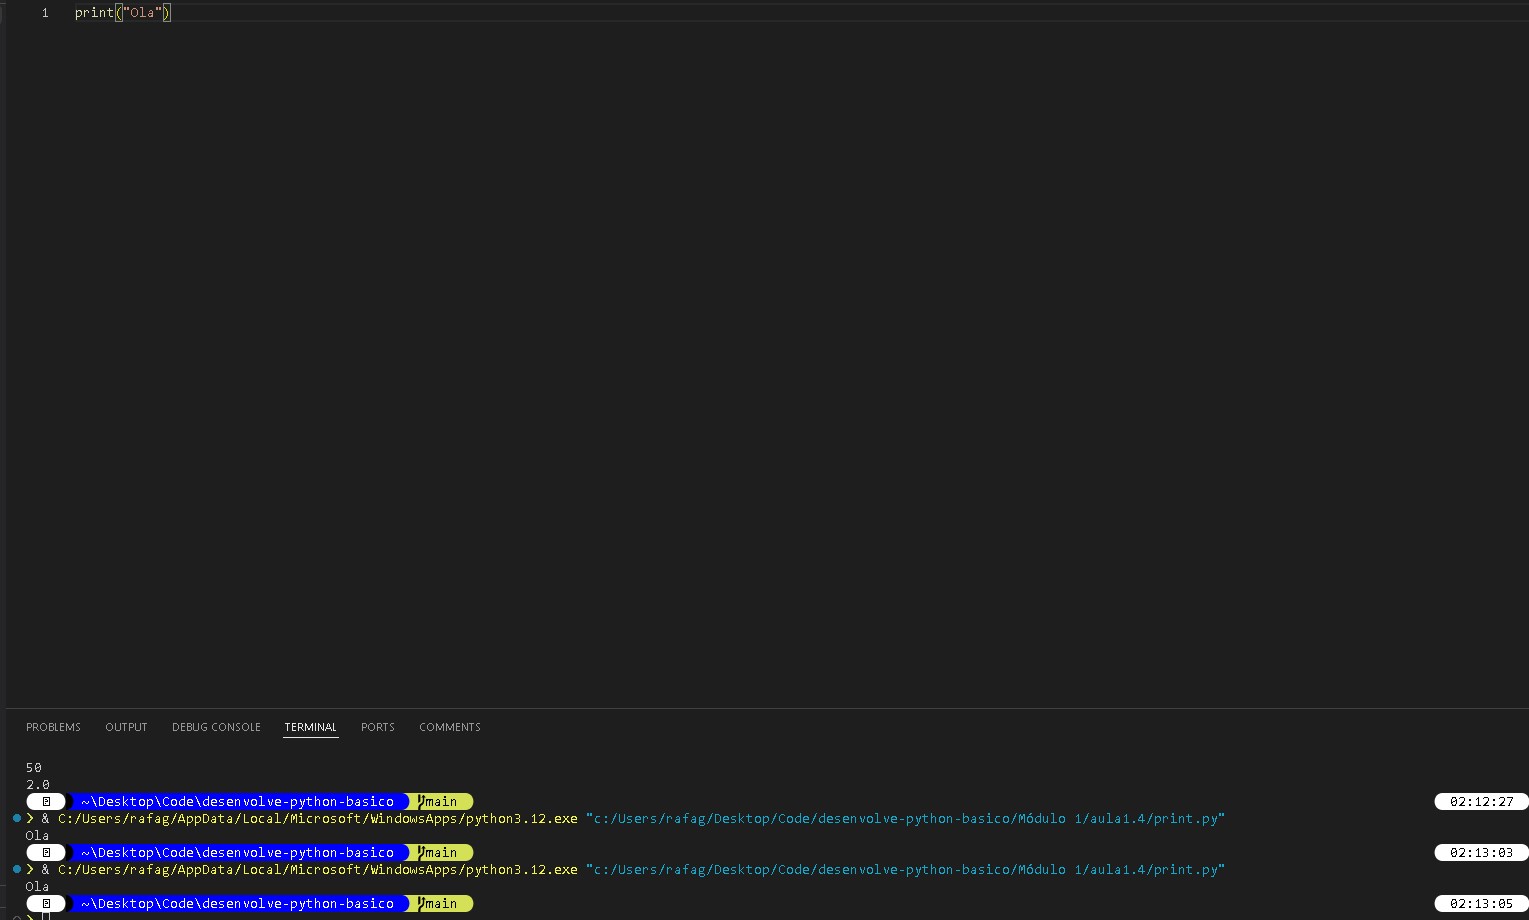 1 print("Ola")
PROBLEMS OUTPUT DEBUG CONSOLE TERMINAL PORTS COMMENTS
50
2.0
~\Desktop\Code\desenvolve-python-basico main 02:12:27
❯ & C:/Users/rafag/AppData/Local/Microsoft/WindowsApps/python3.12.exe "c:/Users/rafag/Desktop/Code/desenvolve-python-basico/Módulo 1/aula1.4/print.py"
Ola
~\Desktop\Code\desenvolve-python-basico main 02:13:03
❯ & C:/Users/rafag/AppData/Local/Microsoft/WindowsApps/python3.12.exe "c:/Users/rafag/Desktop/Code/desenvolve-python-basico/Módulo 1/aula1.4/print.py"
Ola
~\Desktop\Code\desenvolve-python-basico main 02:13:05
❯